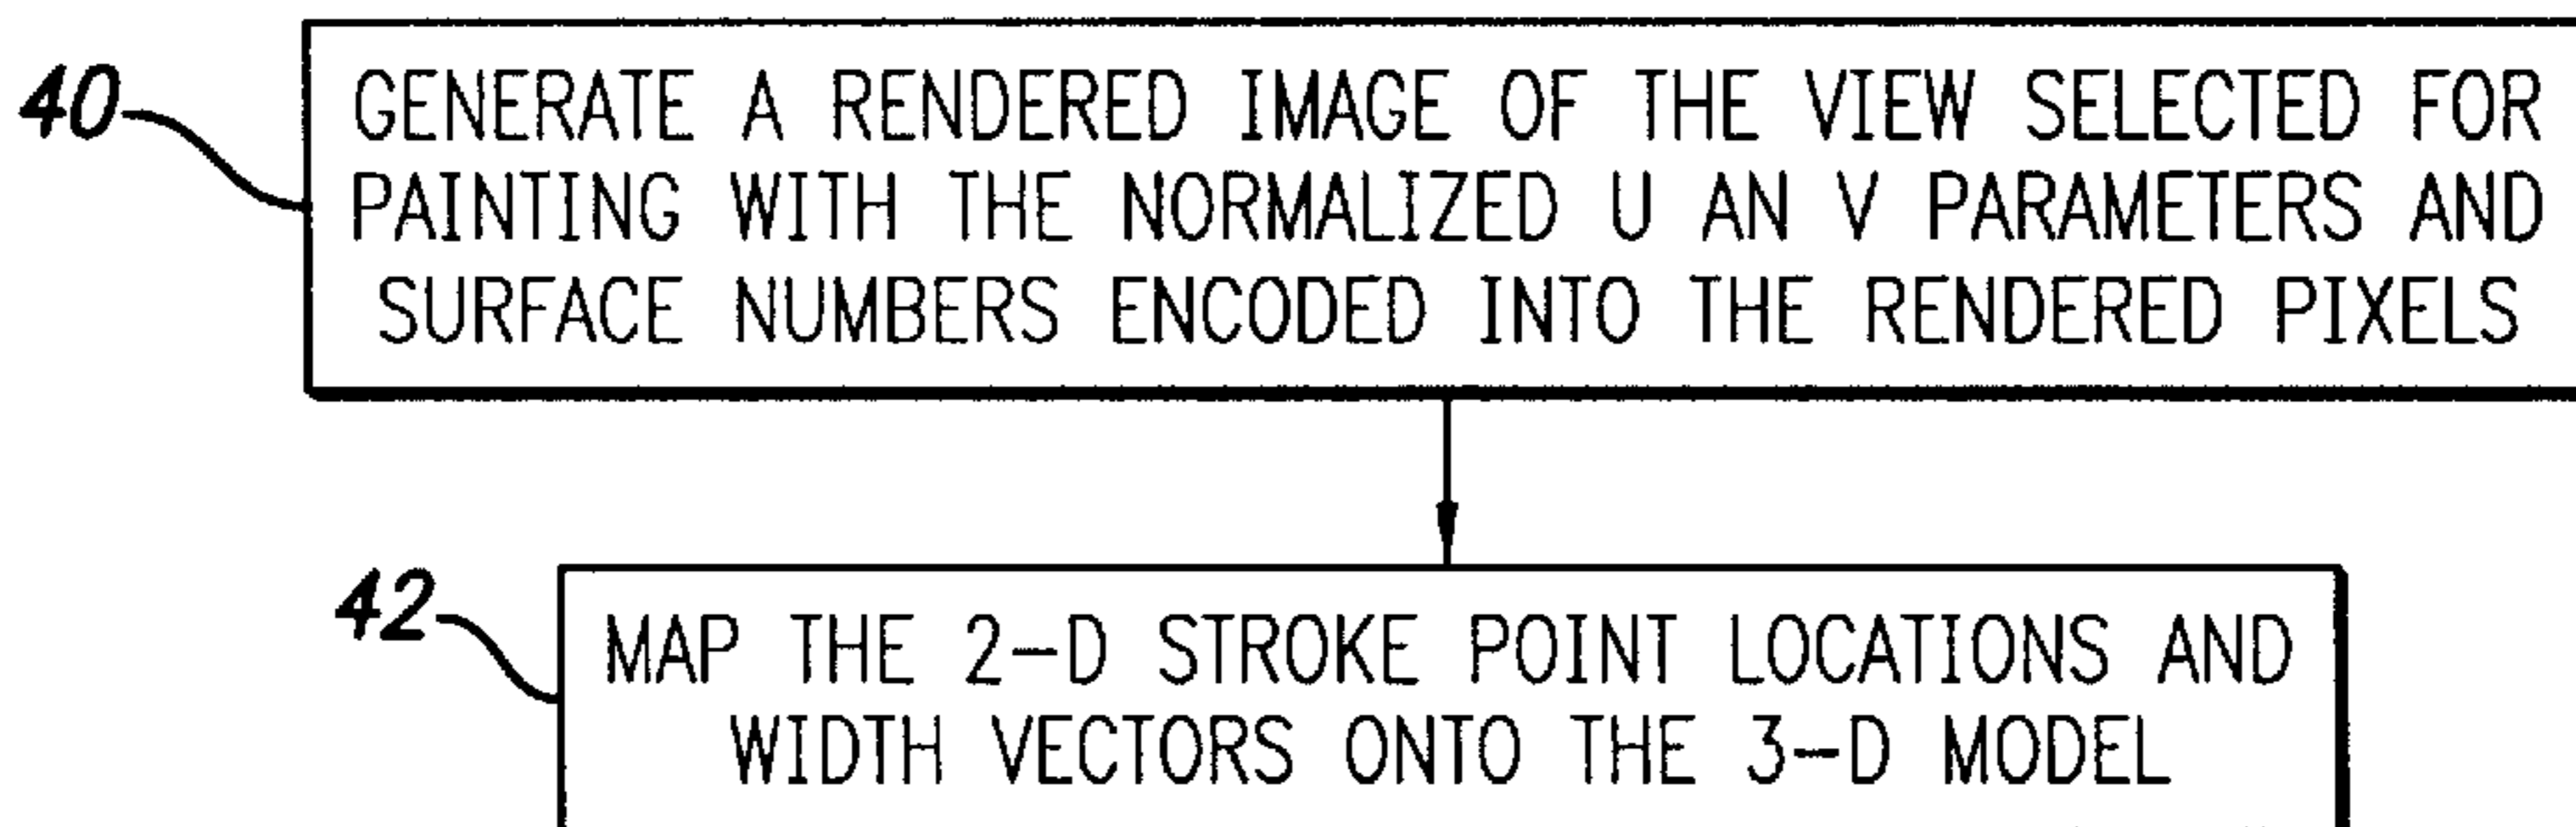 40
GENERATE A RENDERED IMAGE OF THE VIEW SELECTED FOR
PAINTING WITH THE NORMALIZED U AN V PARAMETERS AND
SURFACE NUMBERS ENCODED INTO THE RENDERED PIXELS
42
MAP THE 2-D STROKE POINT LOCATIONS AND
WIDTH VECTORS ONTO THE 3-D MODEL